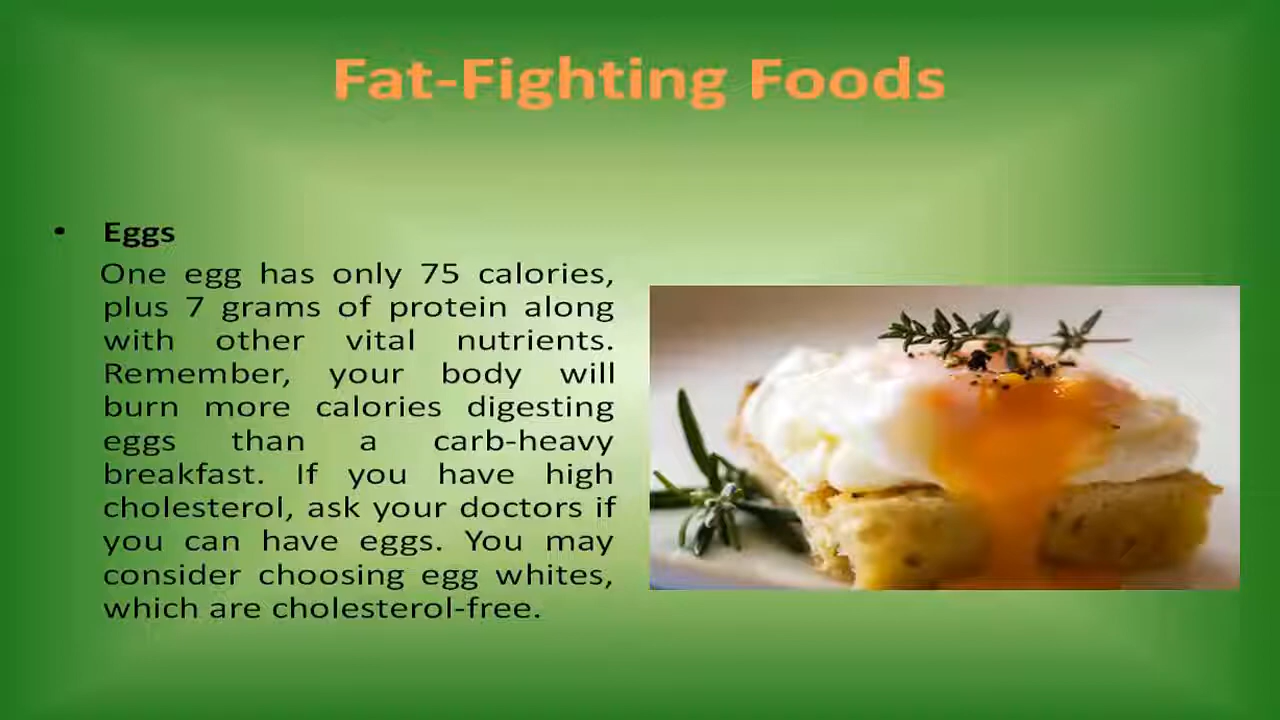 Fat-Fighting Foods
• Eggs
One egg has only 75 calories,
plus 7 grams of protein along
with other vital nutrients.
Remember, your body will
burn more calories digesting
eggs than a carb-heavy
breakfast. If you have high
cholesterol, ask your doctors if
you can have eggs. You may
consider choosing egg whites,
which are cholesterol-free.